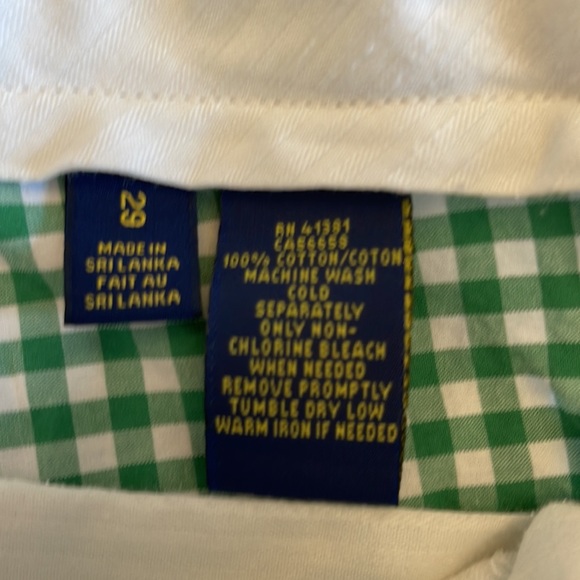 29
MADE IN
SRI LANKA
FAIT AU
SRI LANKA
RN 41381
CA56658
100% COTTON/COTON
MACHINE WASH
COLD
SEPARATELY
ONLY NON-
CHLORINE BLEACH
WHEN NEEDED
REMOVE PROMPTLY
TUMBLE DRY LOW
WARM IRON IF NEEDED